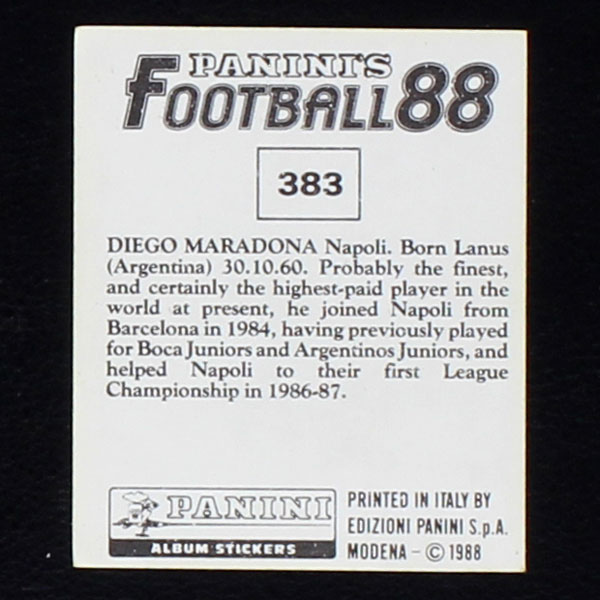 PANINI'S
FOOTBALL 88
383
DIEGO MARADONA Napoli. Born Lanus
(Argentina) 30.10.60. Probably the finest,
and certainly the highest-paid player in the
world at present, he joined Napoli from
Barcelona in 1984, having previously played
for Boca Juniors and Argentinos Juniors, and
helped Napoli to their first League
Championship in 1986-87.
PANINI
ALBUM STICKERS
PRINTED IN ITALY BY
EDIZIONI PANINI S.p.A.
MODENA - © 1988